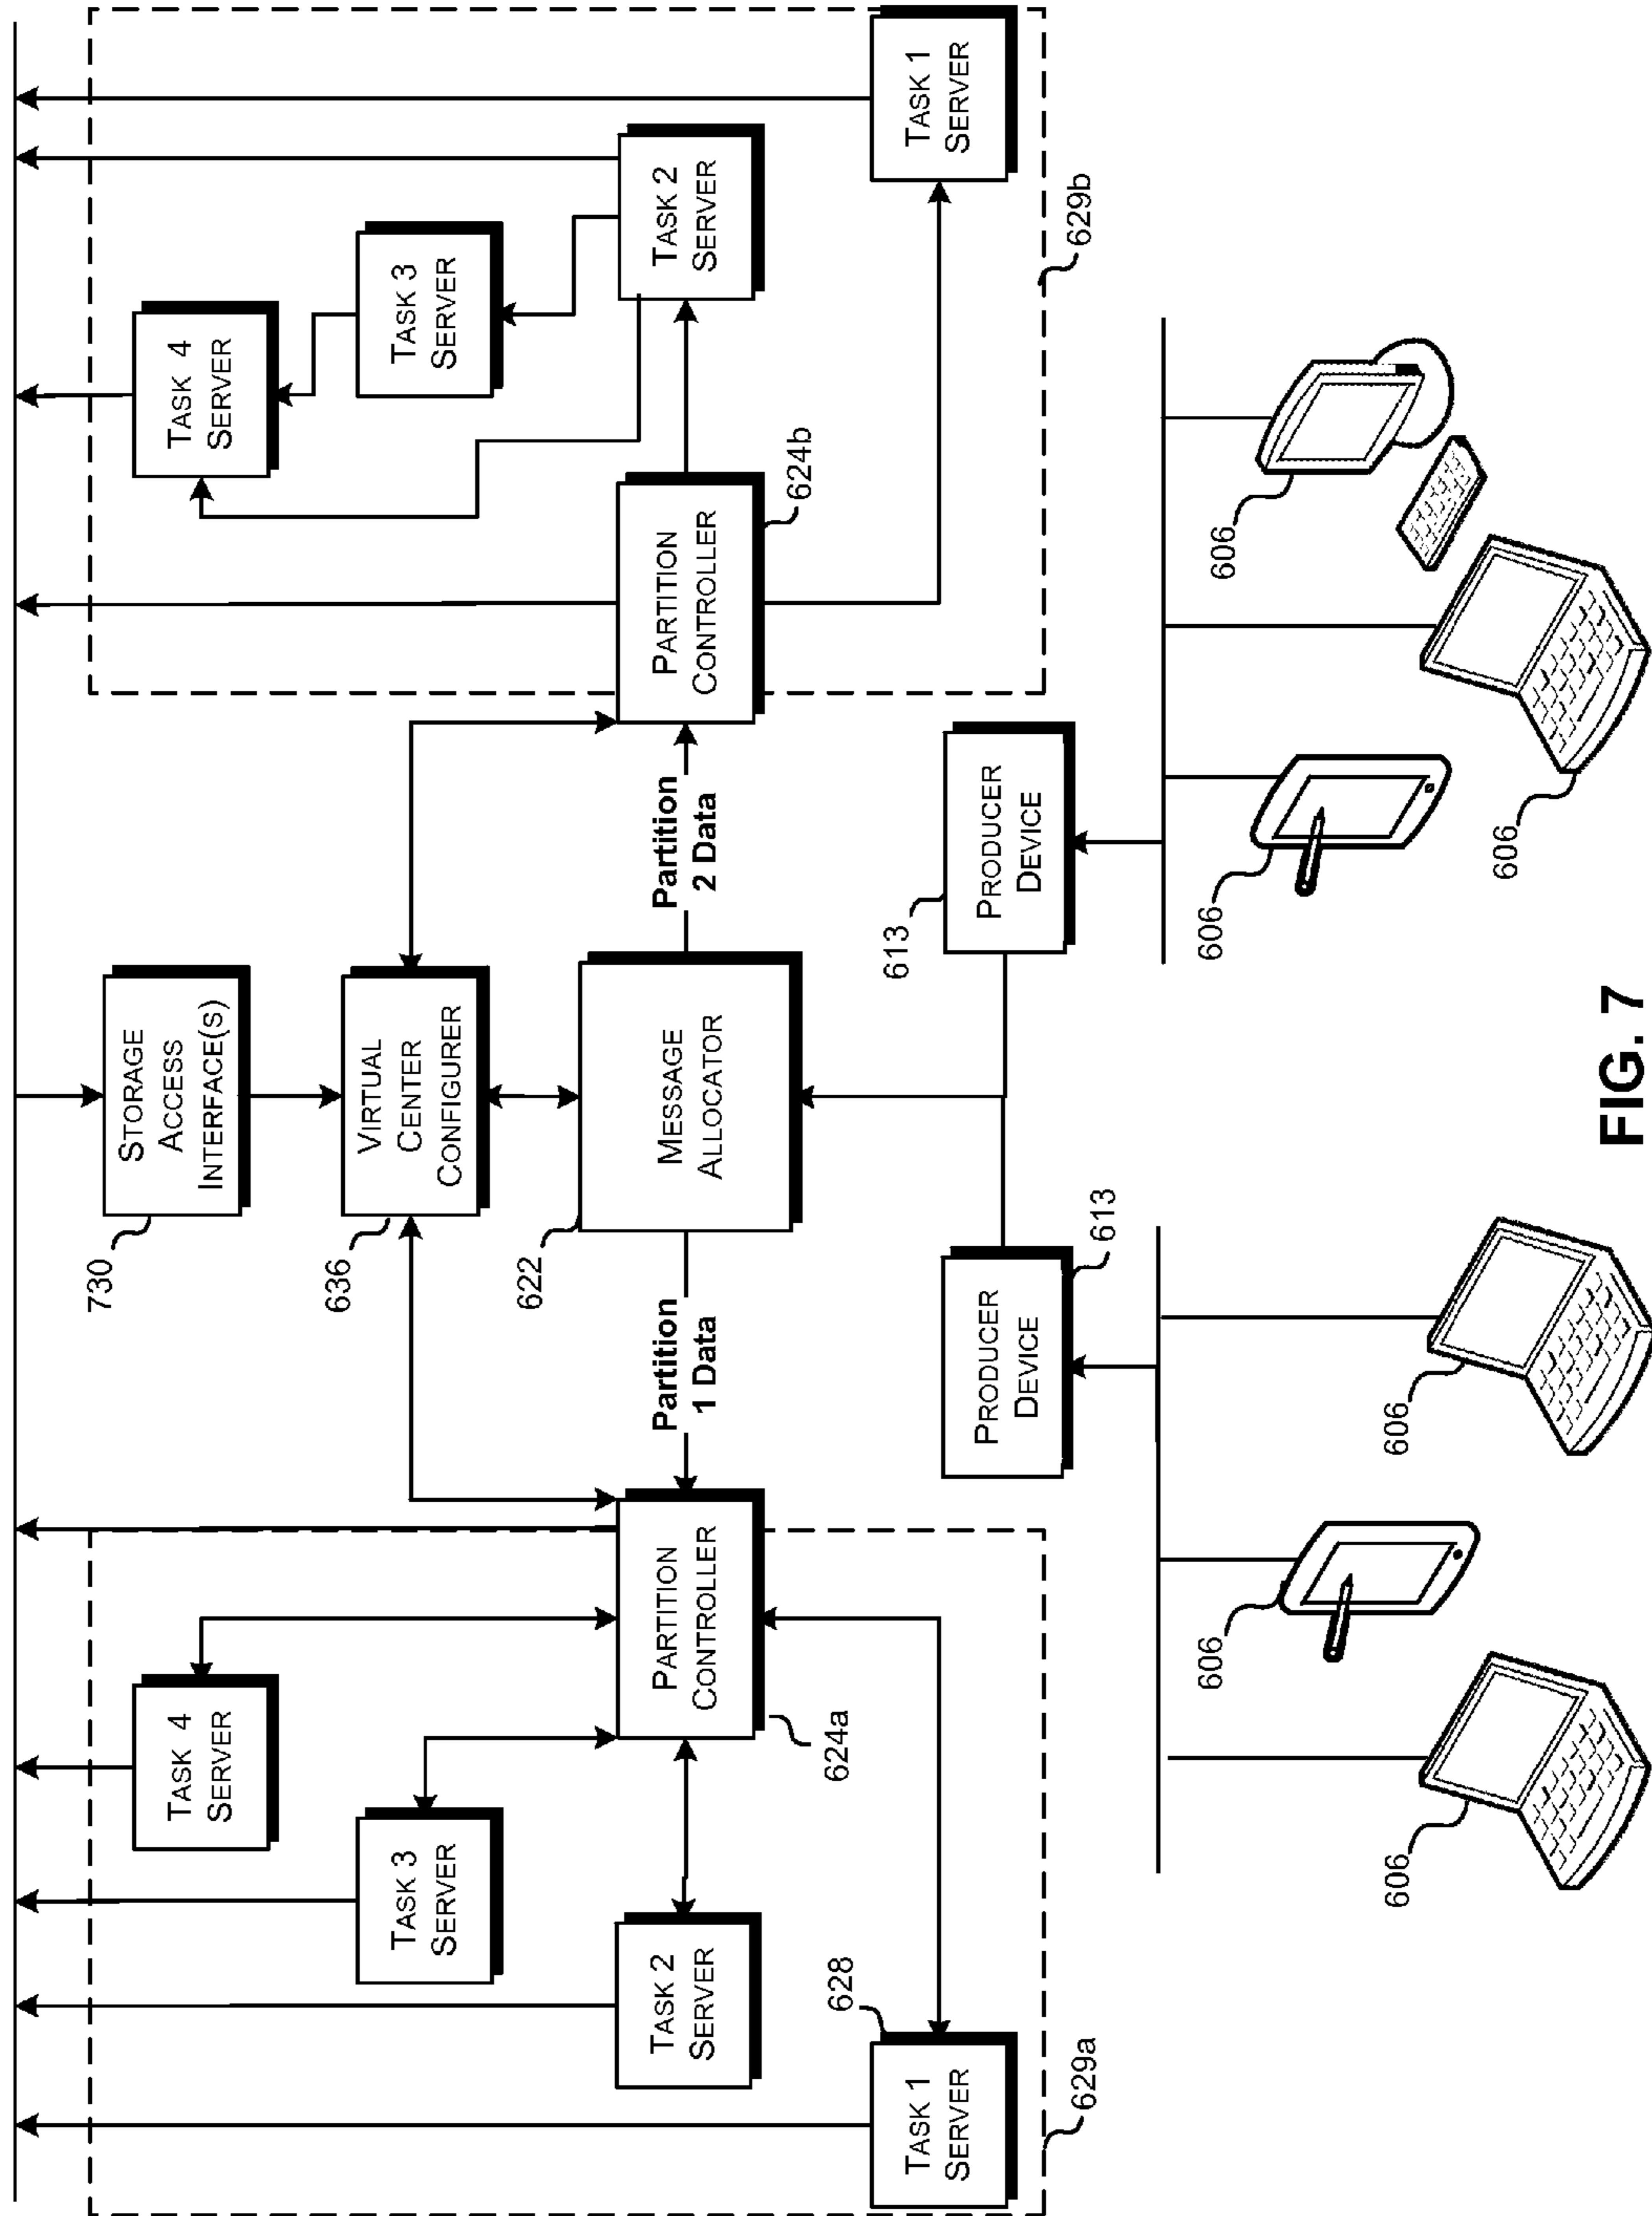 STORAGE
ACCESS
INTERFACE(S)
730
TASK 4
SERVER
TASK 4
SERVER
TASK 3
SERVER
VIRTUAL
CENTER
CONFIGURER
636
TASK 3
SERVER
TASK 2
SERVER
PARTITION
CONTROLLER
624a
Partition
1 Data
MESSAGE
ALLOCATOR
622
Partition
2 Data
PARTITION
CONTROLLER
624b
TASK 2
SERVER
TASK 1
SERVER
628
629a
TASK 1
SERVER
629b
PRODUCER
DEVICE
613
PRODUCER
DEVICE
613
606
606
606
606
606
606
FIG. 7